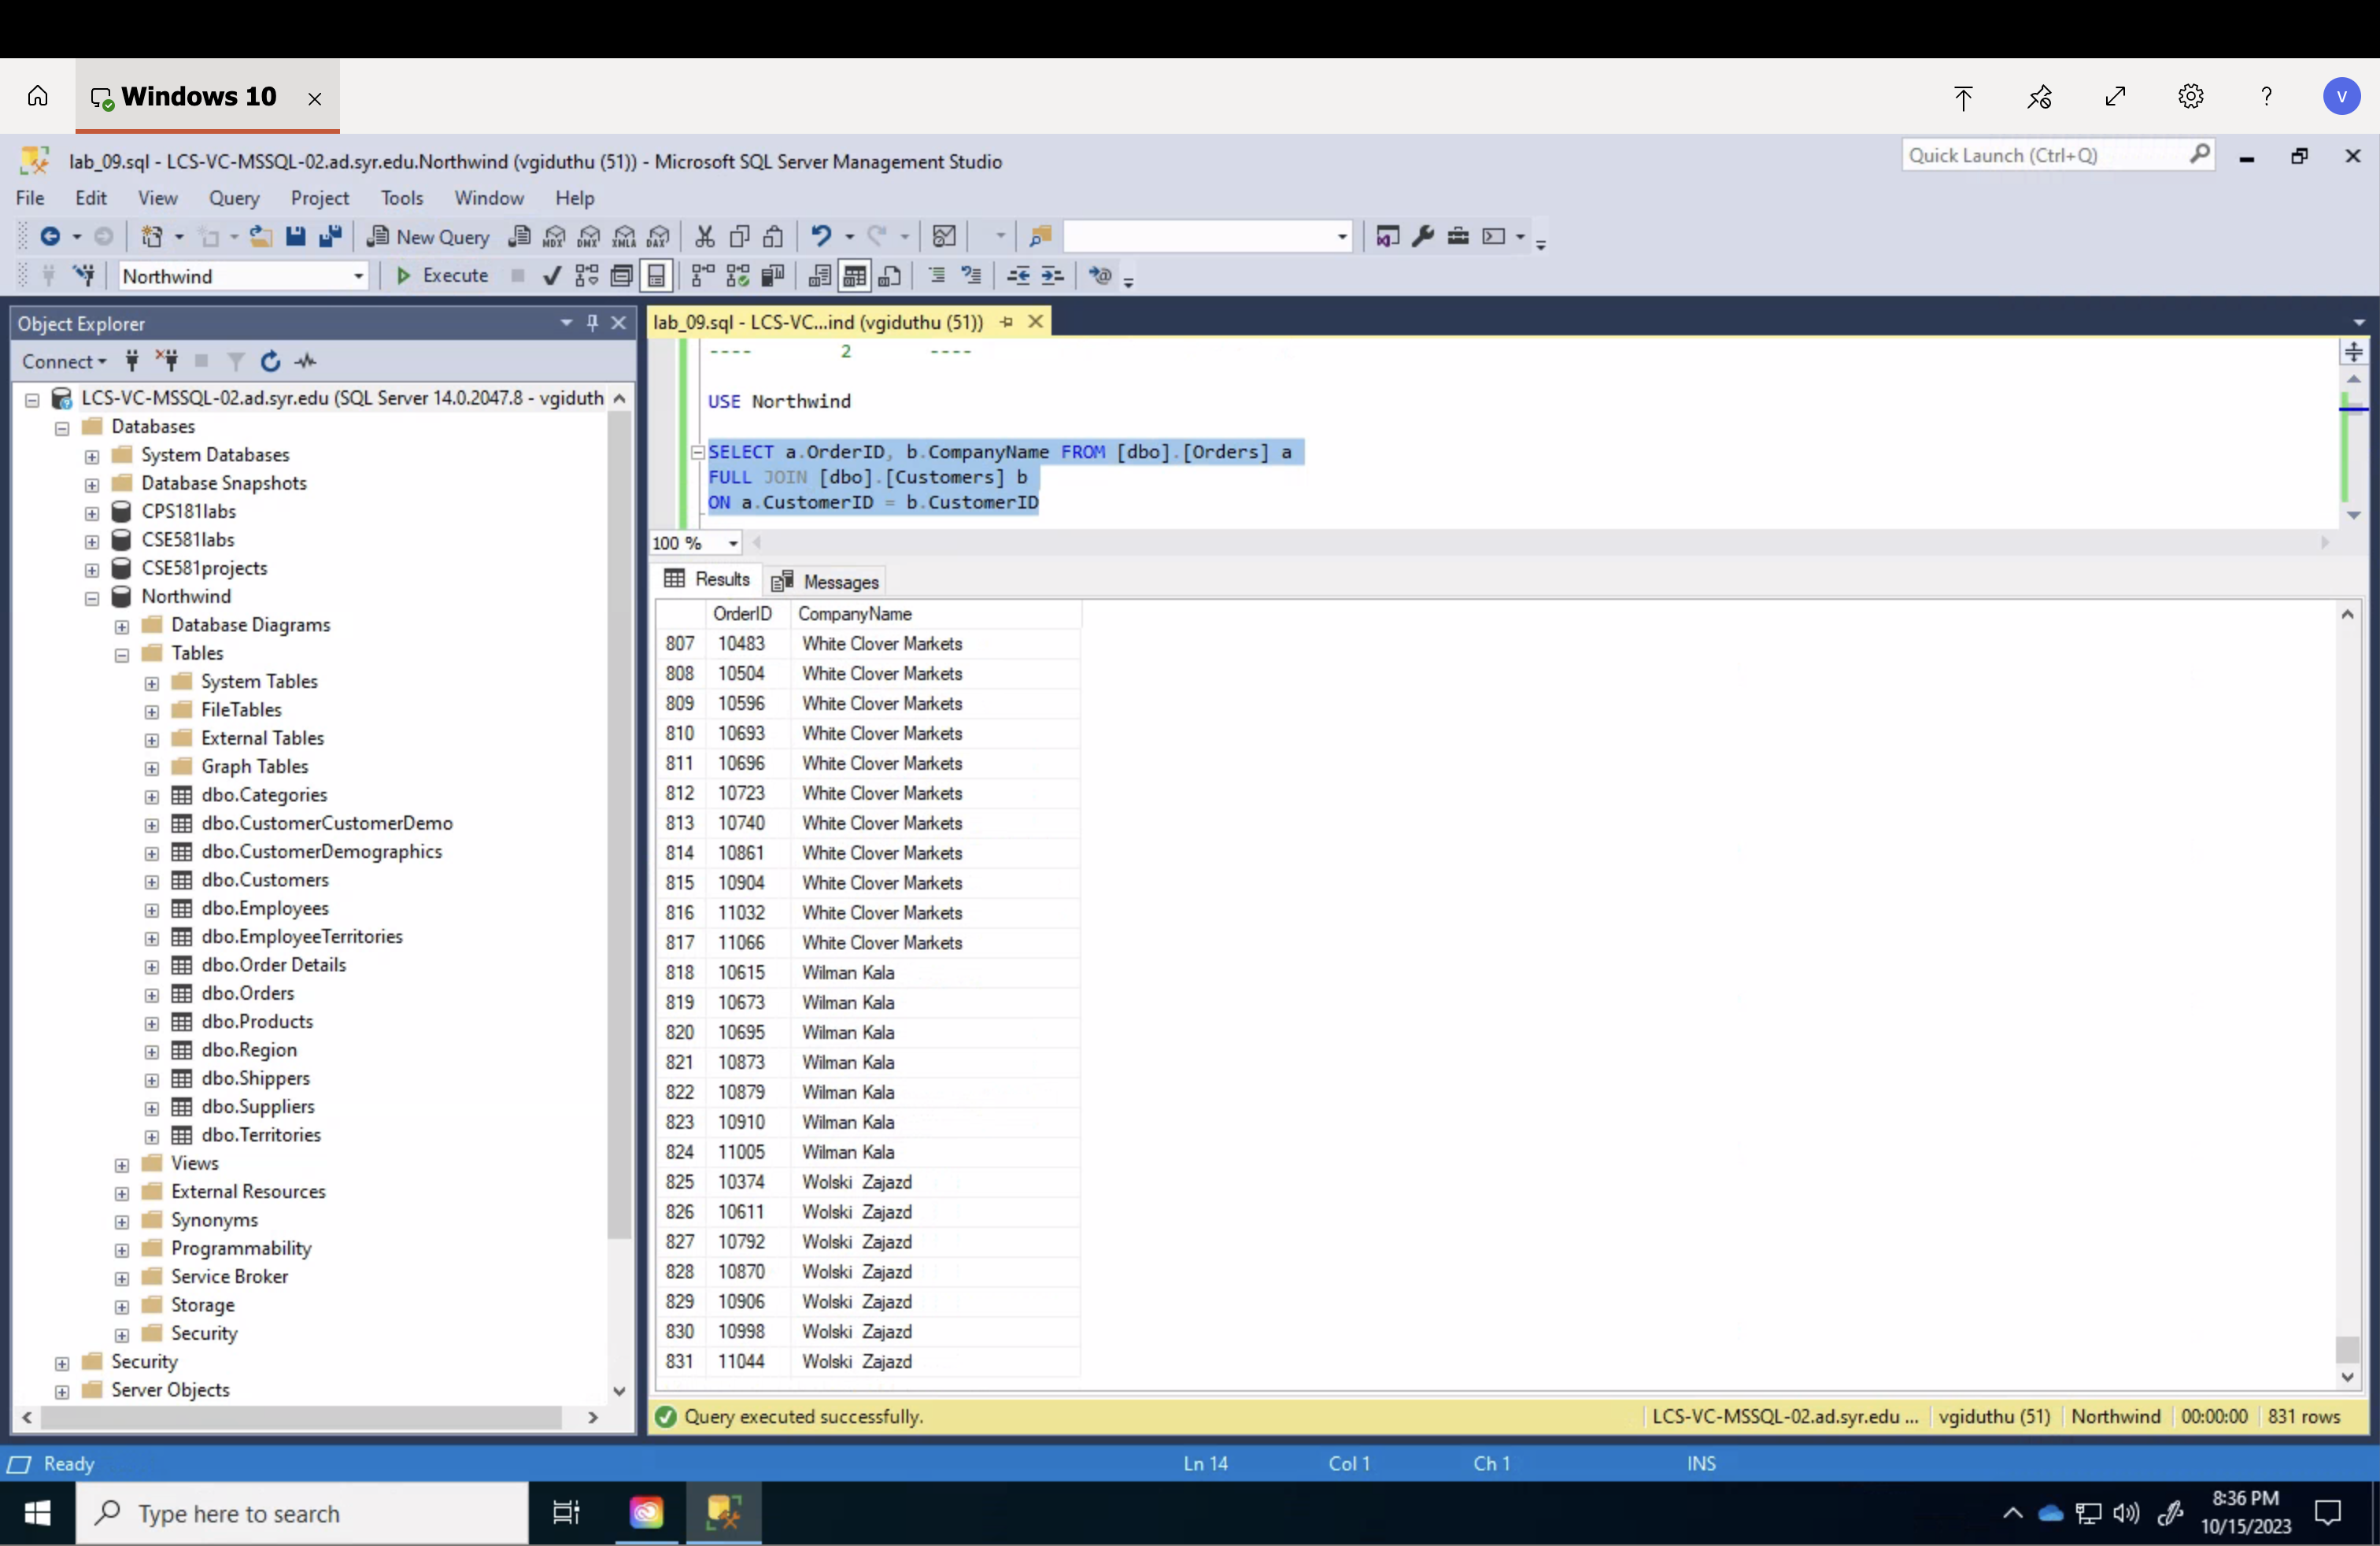 Windows 10
V
lab_09.sql - LCS-VC-MSSQL-02.ad.syr.edu.Northwind (vgiduthu (51)) - Microsoft SQL Server Management Studio
Quick Launch (Ctrl+Q)
File Edit View Query Project Tools Window Help
New Query MDX DMX XMLA DAX
Northwind Execute
Object Explorer
lab_09.sql - LCS-VC...ind (vgiduthu (51))
Connect
LCS-VC-MSSQL-02.ad.syr.edu (SQL Server 14.0.2047.8 - vgiduth
Databases
System Databases
Database Snapshots
CPS181labs
CSE581labs
CSE581projects
Northwind
Database Diagrams
Tables
System Tables
FileTables
External Tables
Graph Tables
dbo.Categories
dbo.CustomerCustomerDemo
dbo.CustomerDemographics
dbo.Customers
dbo.Employees
dbo.EmployeeTerritories
dbo.Order Details
dbo.Orders
dbo.Products
dbo.Region
dbo.Shippers
dbo.Suppliers
dbo.Territories
Views
External Resources
Synonyms
Programmability
Service Broker
Storage
Security
Security
Server Objects
---- 2 ----
USE Northwind
SELECT a.OrderID, b.CompanyName FROM [dbo].[Orders] a
FULL JOIN [dbo].[Customers] b
ON a.CustomerID = b.CustomerID
100 %
Results Messages
OrderID CompanyName
807 10483 White Clover Markets
808 10504 White Clover Markets
809 10596 White Clover Markets
810 10693 White Clover Markets
811 10696 White Clover Markets
812 10723 White Clover Markets
813 10740 White Clover Markets
814 10861 White Clover Markets
815 10904 White Clover Markets
816 11032 White Clover Markets
817 11066 White Clover Markets
818 10615 Wilman Kala
819 10673 Wilman Kala
820 10695 Wilman Kala
821 10873 Wilman Kala
822 10879 Wilman Kala
823 10910 Wilman Kala
824 11005 Wilman Kala
825 10374 Wolski Zajazd
826 10611 Wolski Zajazd
827 10792 Wolski Zajazd
828 10870 Wolski Zajazd
829 10906 Wolski Zajazd
830 10998 Wolski Zajazd
831 11044 Wolski Zajazd
Query executed successfully. LCS-VC-MSSQL-02.ad.syr.edu ... vgiduthu (51) Northwind 00:00:00 831 rows
Ready Ln 14 Col 1 Ch 1 INS
Type here to search
8:36 PM
10/15/2023